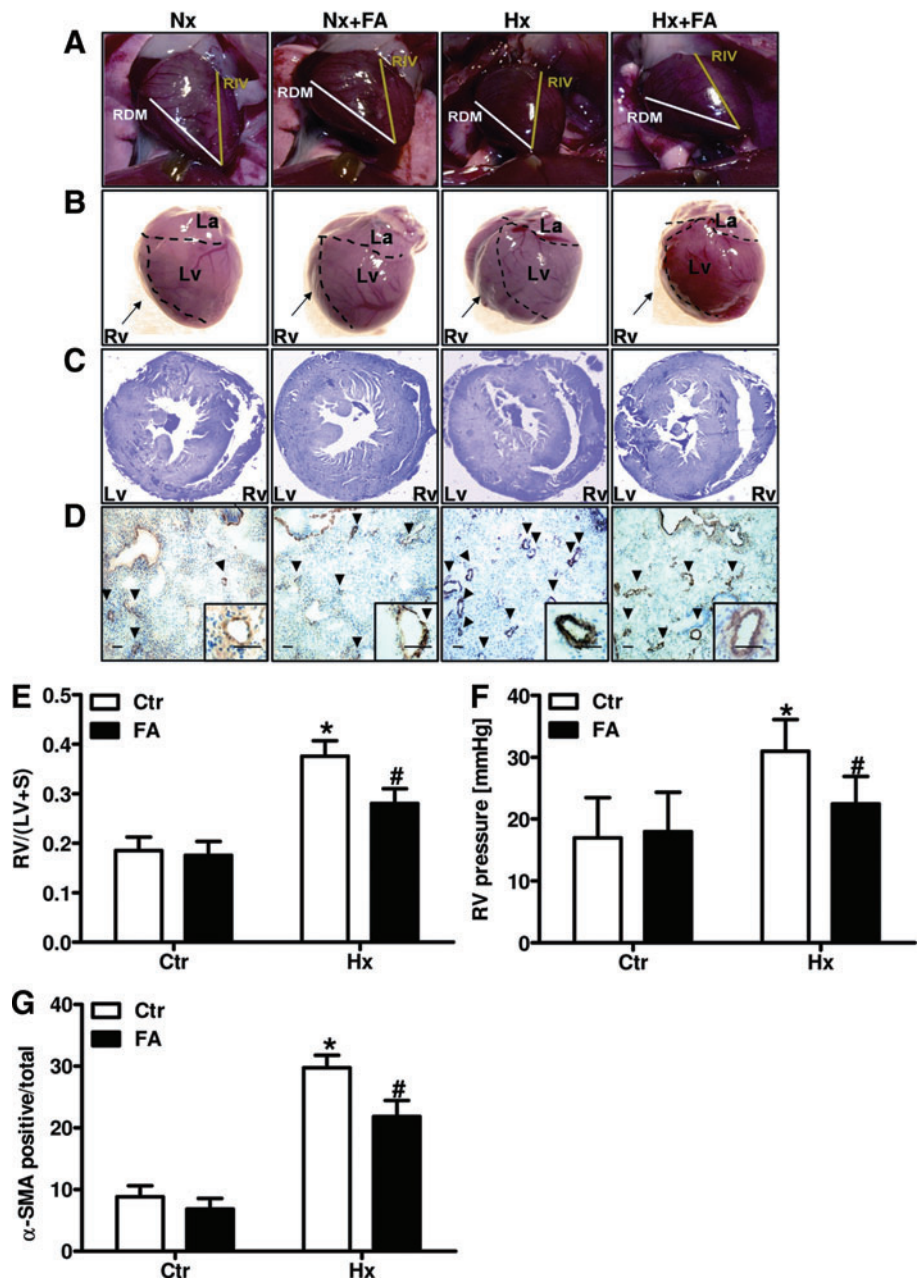 Nx Nx+FA Hx Hx+FA
A
RDM RIV RDM RIV RDM RIV RDM RIV
B
La La La La
Lv Lv Lv Lv
Rv Rv Rv Rv
C
Lv Rv Lv Rv Lv Rv Lv Rv
D
E
Ctr
FA
RV/(LV+S)
0.5
0.4
0.3
0.2
0.1
0.0
*
#
Ctr Hx
F
Ctr
FA
RV pressure [mmHg]
40
30
20
10
0
*
#
Ctr Hx
G
Ctr
FA
α-SMA positive/total
40
30
20
10
0
*
#
Ctr Hx